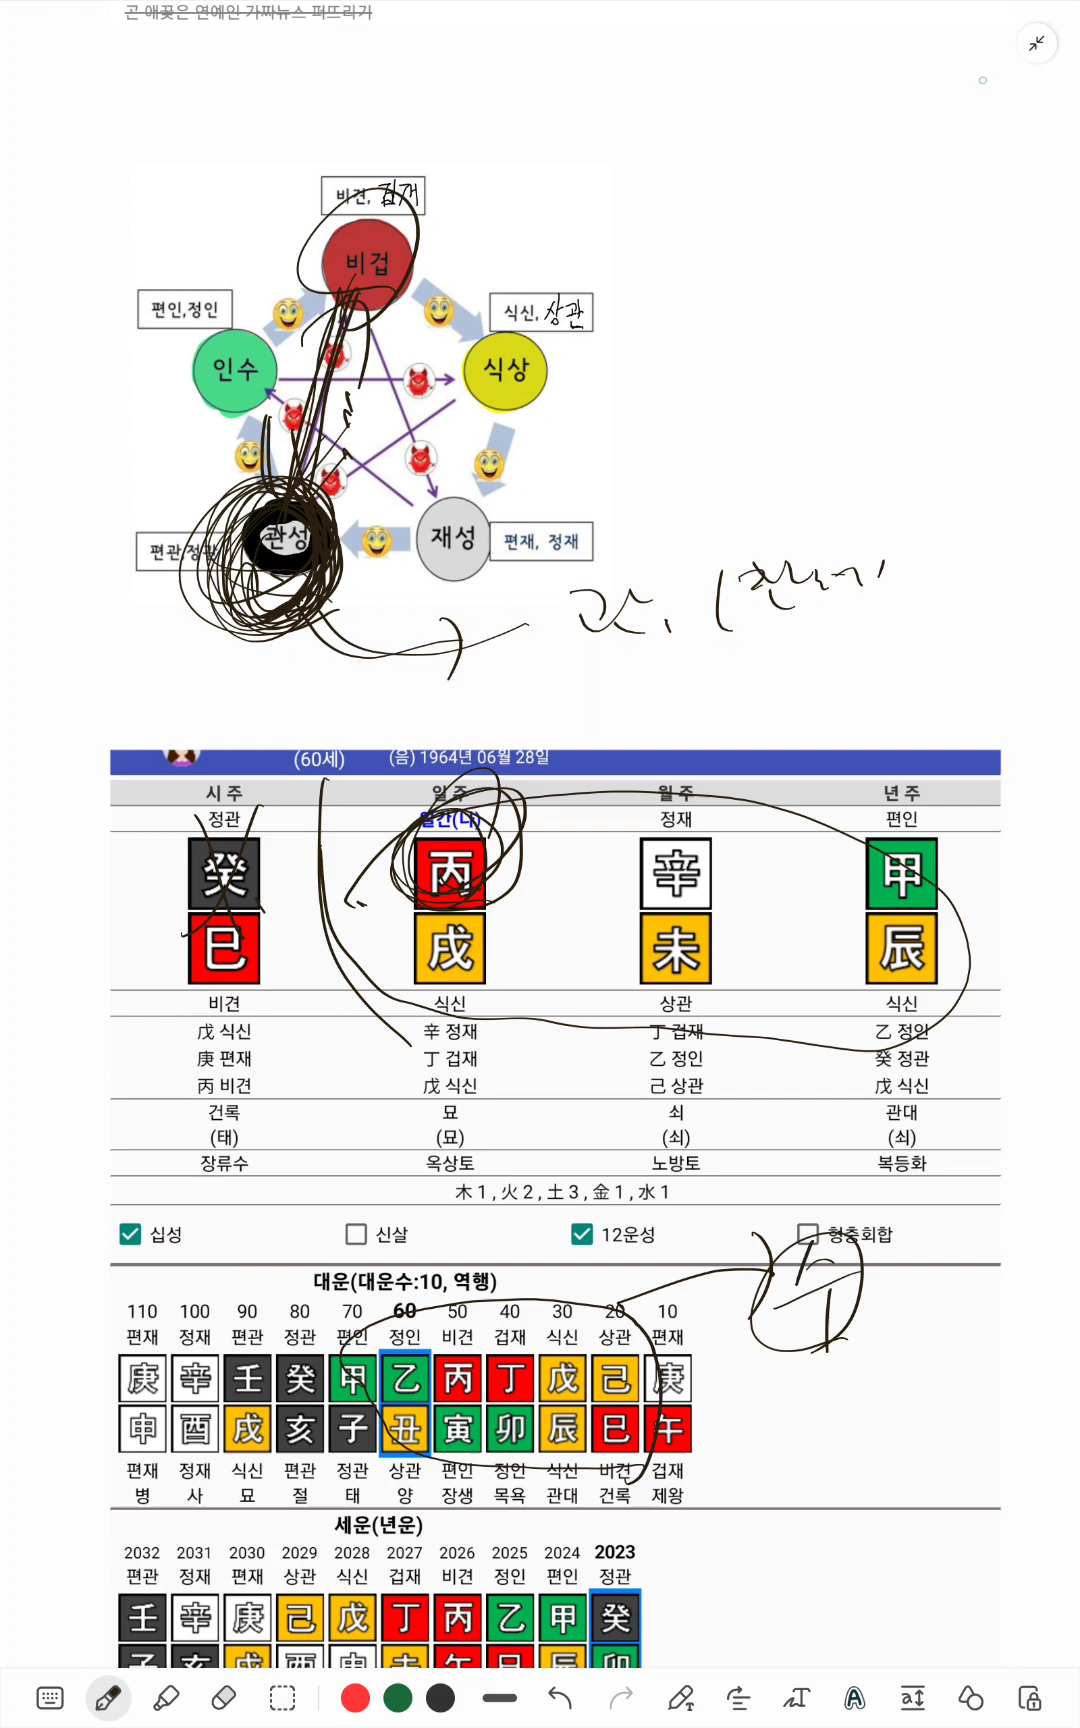 곤 애꿎은 연예인 가짜뉴스 퍼뜨리기
비견, 겁재
비겁
편인,정인
식신, 상관
인수
식상
관성
재성
편관
편재, 정재
관,
(60세) (음) 1964년 06월 28일
시 주 일 주 월 주 년 주
정관 일간(나) 정재 편인
癸 丙 辛 甲
巳 戌 未 辰
비견 식신 상관 식신
戊 식신 辛 정재 丁 겁재 乙 정인
庚 편재 丁 겁재 乙 정인 癸 정관
丙 비견 戊 식신 己 상관 戊 식신
건록 묘 쇠 관대
(태) (묘) (쇠) (쇠)
장류수 옥상토 노방토 복등화
木 1 , 火 2 , 土 3 , 金 1 , 水 1
십성 신살 12운성 형충회합
수
대운(대운수:10, 역행)
110 100 90 80 70 60 50 40 30 20 10
편재 정재 편관 정관 편인 정인 비견 겁재 식신 상관 편재
庚 辛 壬 癸 甲 乙 丙 丁 戊 己 庚
申 酉 戌 亥 子 丑 寅 卯 辰 巳 午
편재 정재 식신 편관 정관 상관 편인 정인 식신 비견 겁재
병 사 묘 절 태 양 장생 목욕 관대 건록 제왕
세운(년운)
2032 2031 2030 2029 2028 2027 2026 2025 2024 2023
편관 정재 편재 상관 식신 겁재 비견 정인 편인 정관
壬 辛 庚 己 戊 丁 丙 乙 甲 癸
子 亥 戌 酉 申 未 午 巳 辰 卯